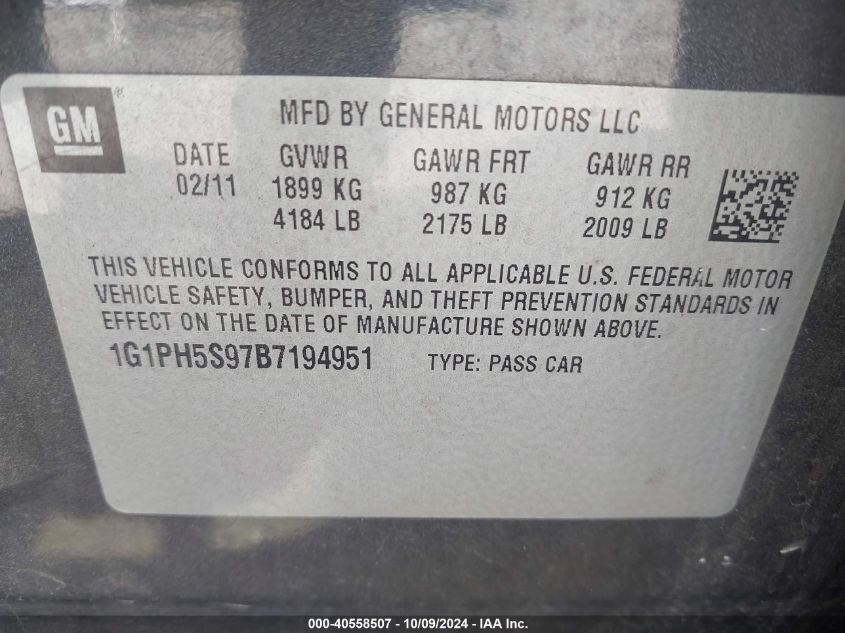 GM®
MFD BY GENERAL MOTORS LLC
DATE GVWR GAWR FRT GAWR RR
02/11 1899 KG 987 KG 912 KG
4184 LB 2175 LB 2009 LB
THIS VEHICLE CONFORMS TO ALL APPLICABLE U.S. FEDERAL MOTOR
VEHICLE SAFETY, BUMPER, AND THEFT PREVENTION STANDARDS IN
EFFECT ON THE DATE OF MANUFACTURE SHOWN ABOVE.
1G1PH5S97B7194951 TYPE: PASS CAR
000-40558507 - 10/09/2024 - IAA Inc.